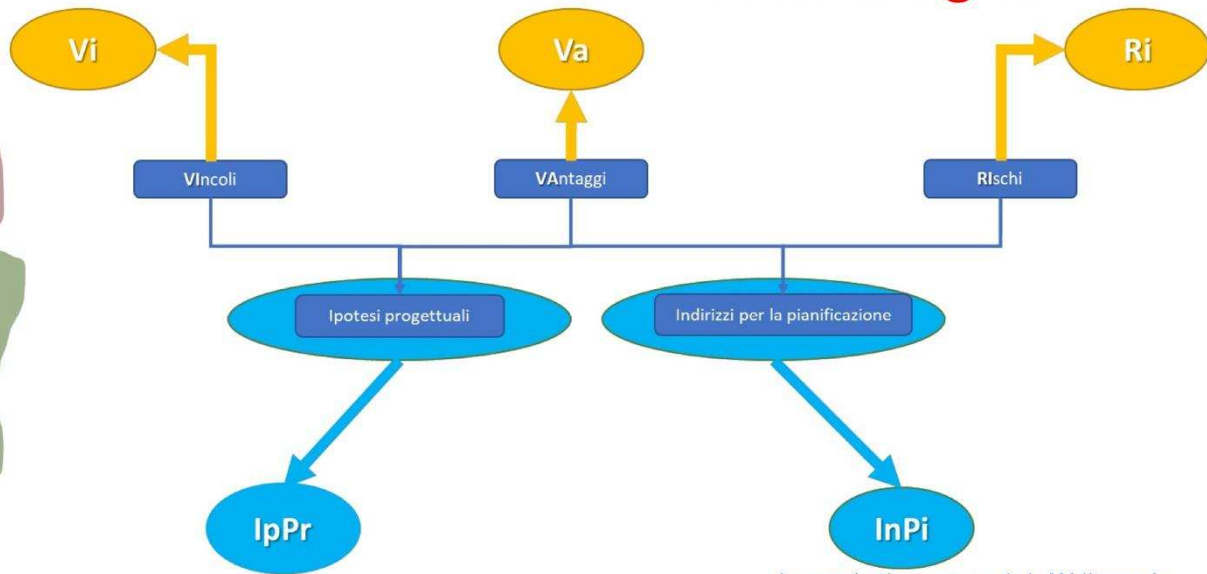 Vi
Va
Ri
VIncoli
VAntaggi
RIschi
Ipotesi progettuali
Indirizzi per la pianificazione
IpPr
InPi